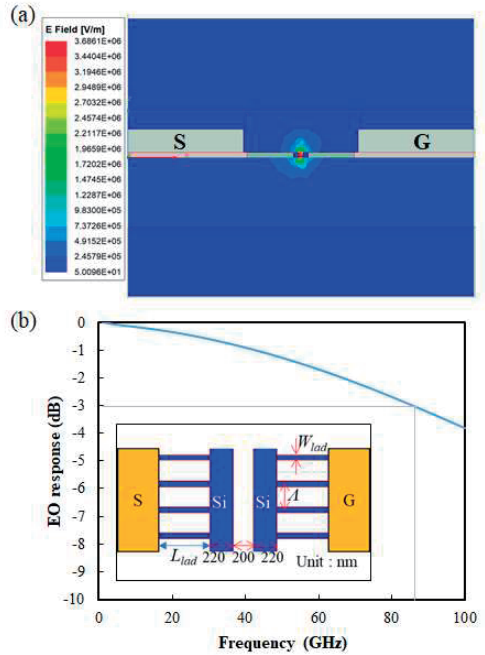 (a)
E Field [V/m]
3.6861E+06
3.4404E+06
3.1946E+06
2.9489E+06
2.7032E+06
2.4574E+06
2.2117E+06
1.9659E+06
1.7202E+06
1.4745E+06
1.2287E+06
9.8300E+05
7.3726E+05
4.9152E+05
2.4579E+05
5.0096E+01
S
G
(b)
EO response (dB)
0
-1
-2
-3
-4
-5
-6
-7
-8
-9
-10
0 20 40 60 80 100
Frequency (GHz)
S
Si
Si
G
W_lad
Λ
L_lad 220 200 220
Unit : nm